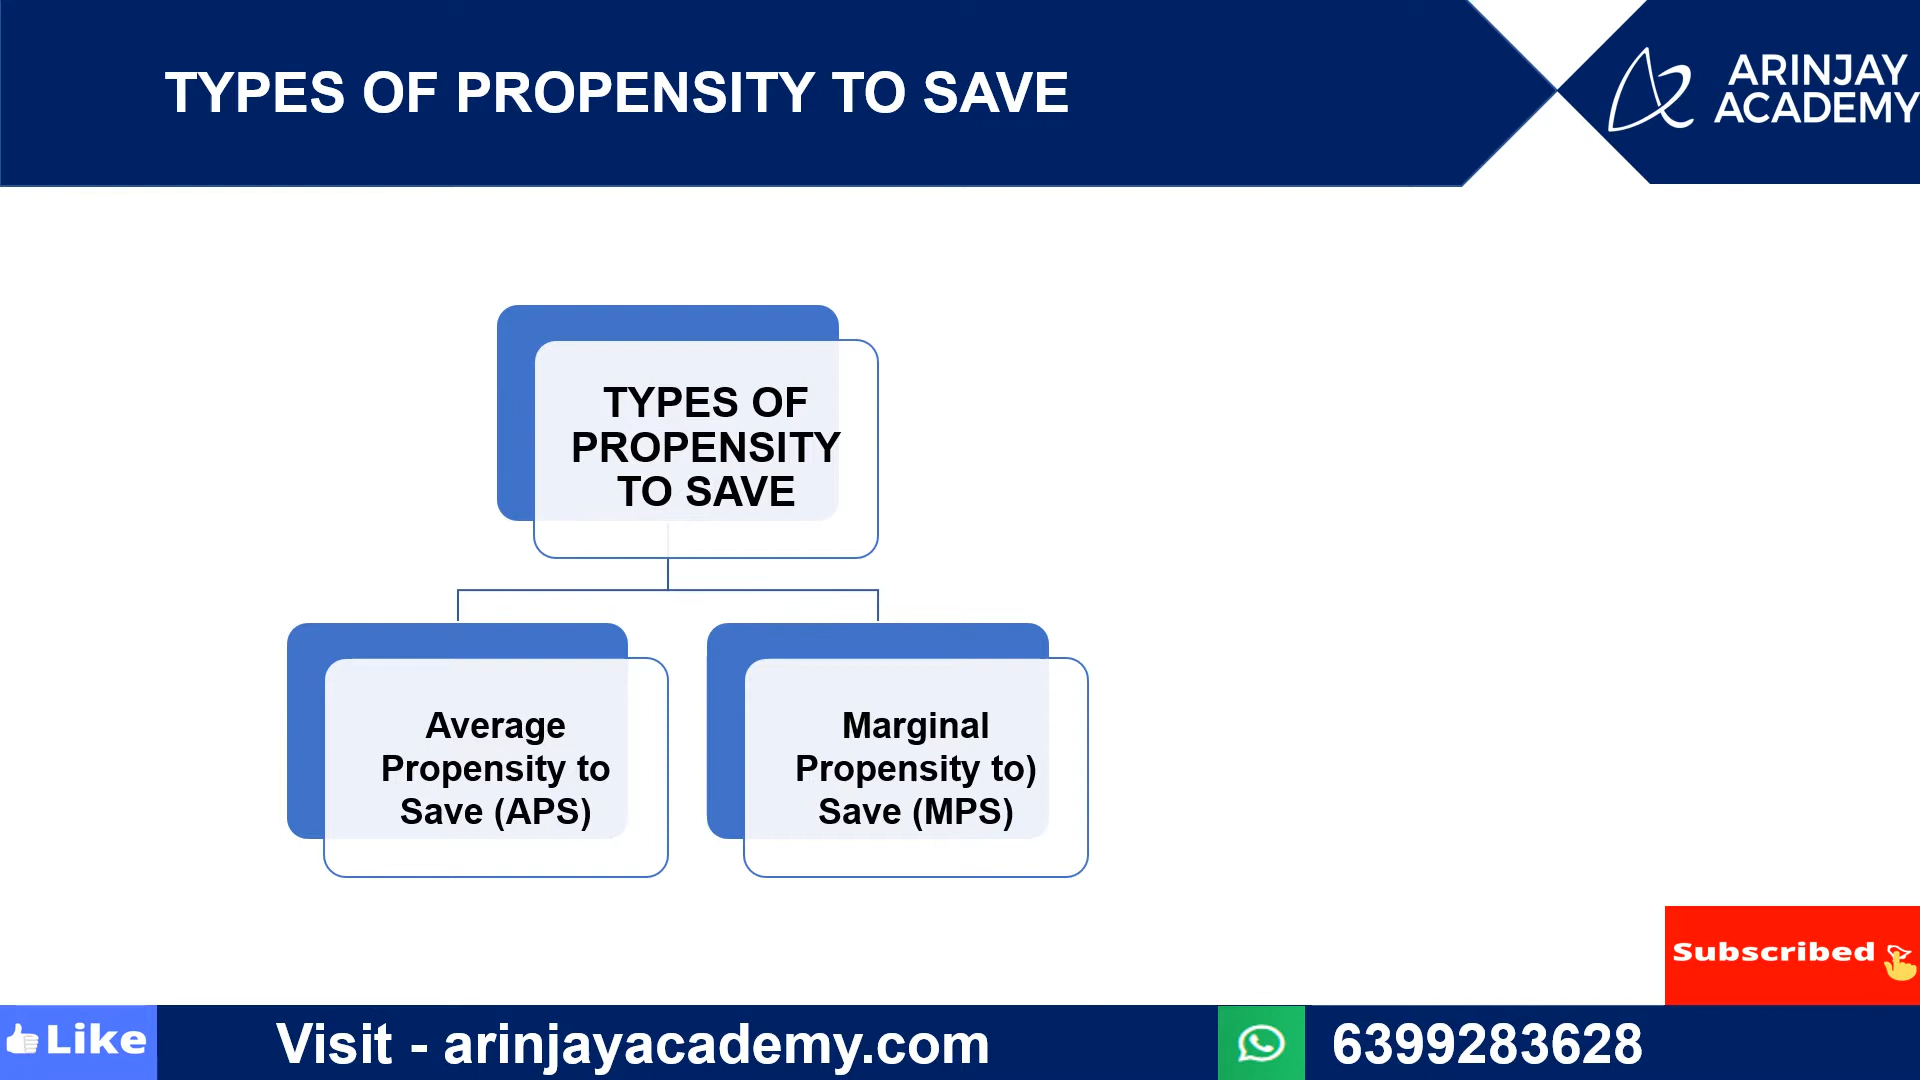 TYPES OF PROPENSITY TO SAVE
ARINJAY
ACADEMY
TYPES OF
PROPENSITY
TO SAVE
Average
Propensity to
Save (APS)
Marginal
Propensity to)
Save (MPS)
Subscribed
Like
Visit - arinjayacademy.com
6399283628